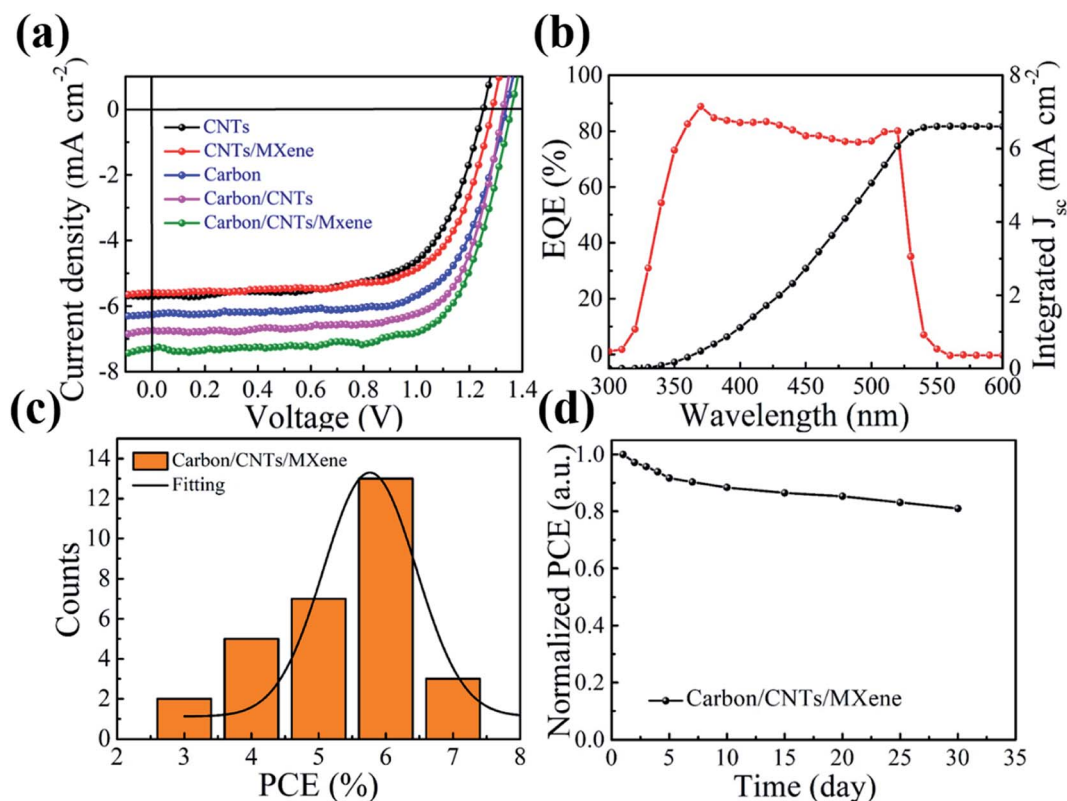 (a)
Current density (mA cm-2)
0
-2
-4
-6
-8
CNTs
CNTs/MXene
Carbon
Carbon/CNTs
Carbon/CNTs/Mxene
0.0 0.2 0.4 0.6 0.8 1.0 1.2 1.4
Voltage (V)
(b)
EQE (%)
100
80
60
40
20
0
8
6
4
2
0
Integrated Jsc (mA cm-2)
300 350 400 450 500 550 600
Wavelength (nm)
(c)
Counts
14
12
10
8
6
4
2
0
Carbon/CNTs/MXene
Fitting
2 3 4 5 6 7 8
PCE (%)
(d)
Normalized PCE (a.u.)
1.0
0.8
0.6
0.4
0.2
0.0
Carbon/CNTs/MXene
0 5 10 15 20 25 30 35
Time (day)